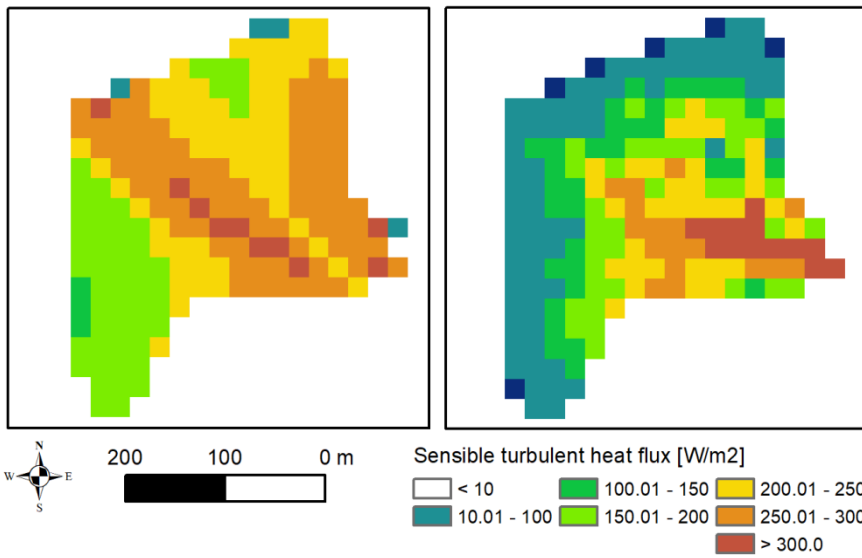 N
W E
S
200 100 0 m
Sensible turbulent heat flux [W/m2]
< 10 100.01 - 150 200.01 - 250
10.01 - 100 150.01 - 200 250.01 - 300
> 300.0